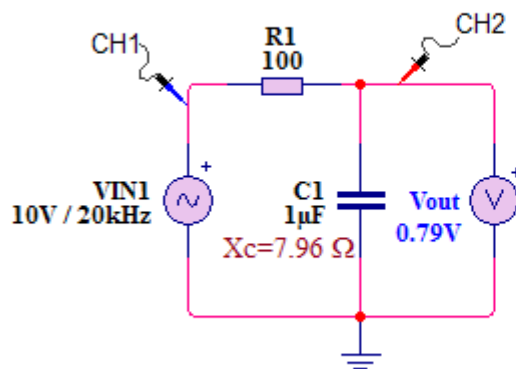 CH1
CH2
R1
100
VIN1
10V / 20kHz
+
C1
1µF
Xc=7.96 Ω
Vout
0.79V
V
+